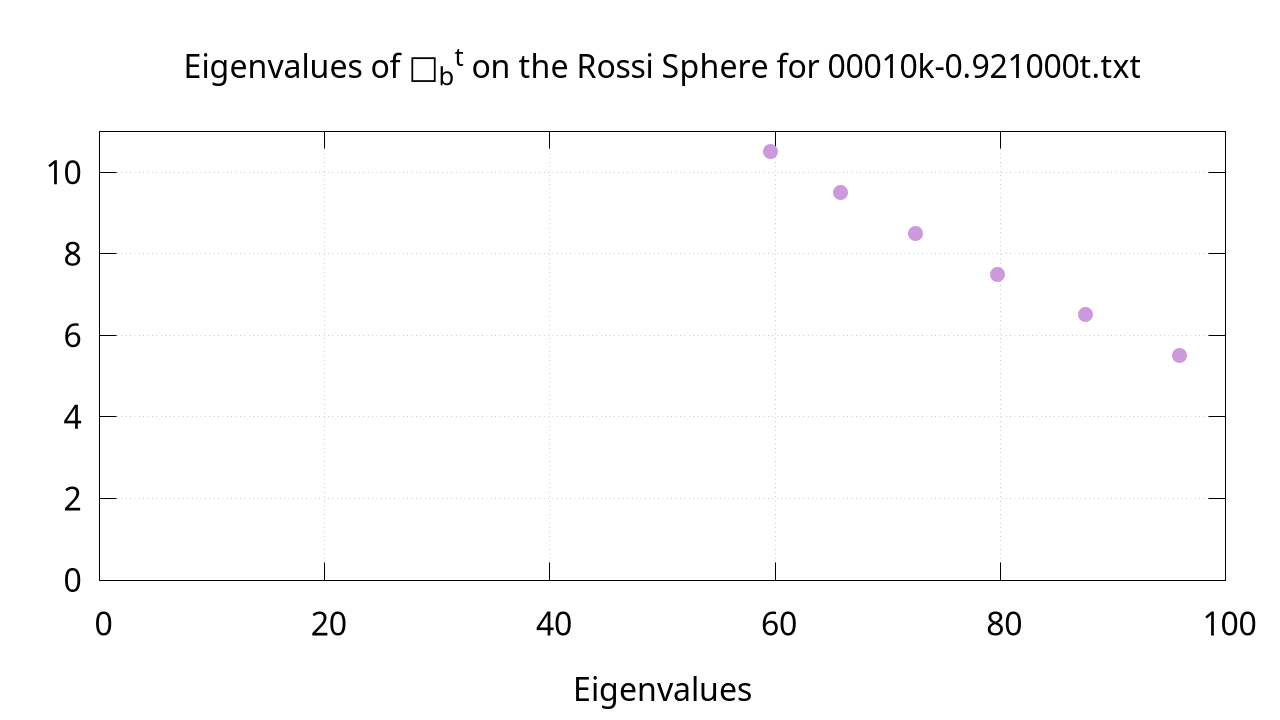 Eigenvalues of □_b^t on the Rossi Sphere for 00010k-0.921000t.txt
10
8
6
4
2
0
0 20 40 60 80 100
Eigenvalues